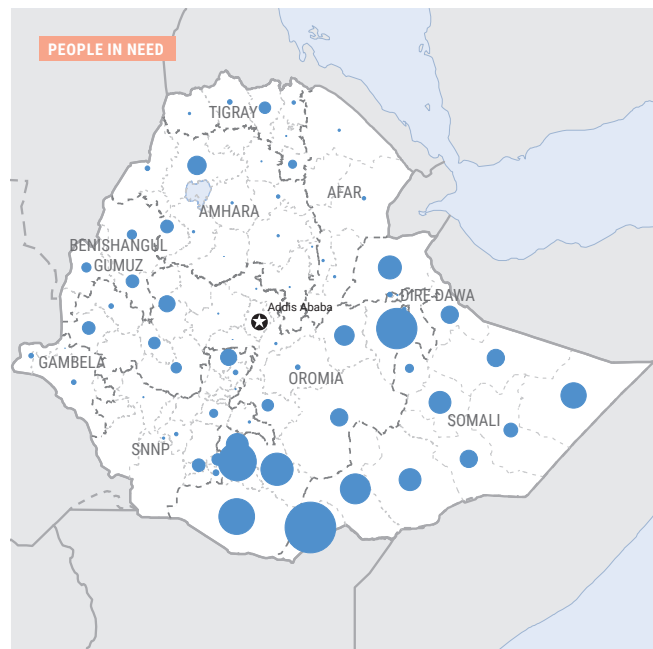 PEOPLE IN NEED
TIGRAY
AFAR
AMHARA
BENISHANGUL
GUMUZ
DIRE DAWA
Addis Ababa
GAMBELA
OROMIA
SOMALI
SNNP